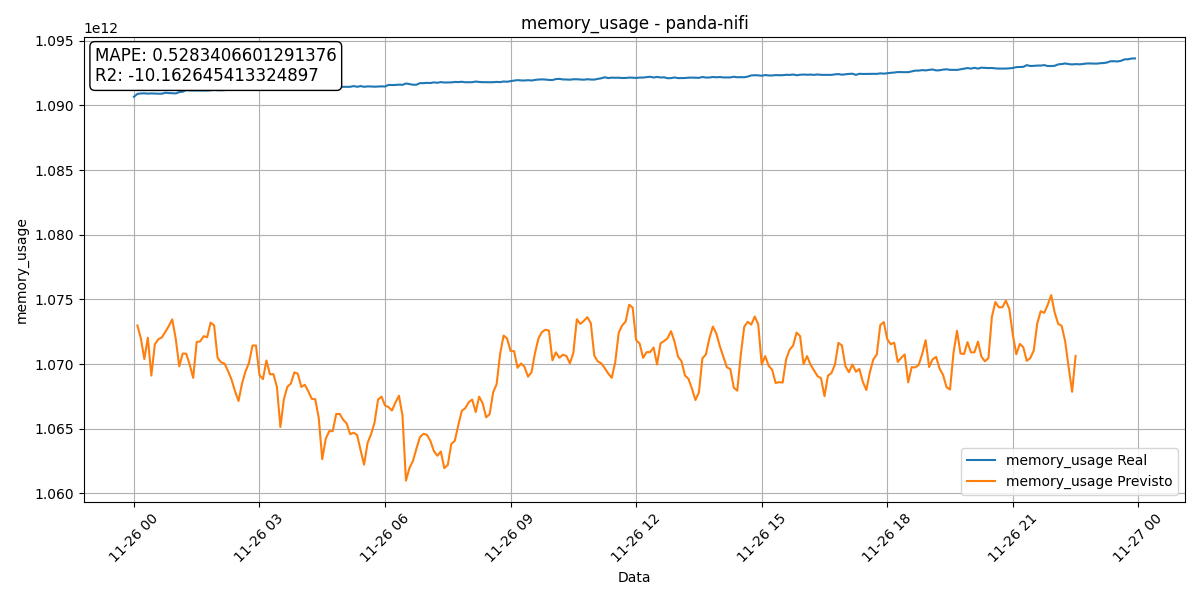 memory_usage - panda-nifi
1e12
MAPE: 0.5283406601291376
R2: -10.162645413324897
1.095
1.090
1.085
1.080
1.075
1.070
1.065
1.060
memory_usage
memory_usage Real
memory_usage Previsto
11-26 00
11-26 03
11-26 06
11-26 09
11-26 12
11-26 15
11-26 18
11-26 21
11-27 00
Data